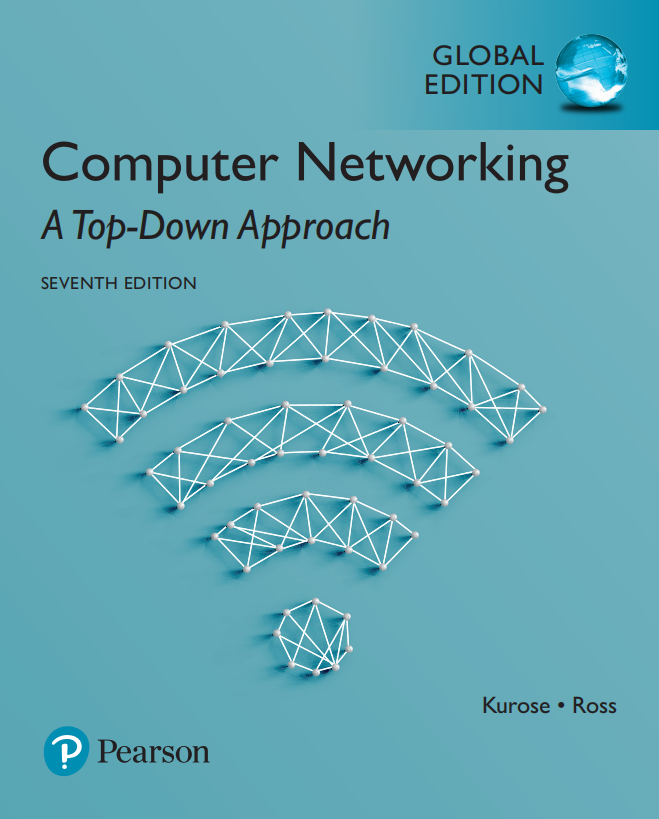 GLOBAL
EDITION
Computer Networking
A Top-Down Approach
SEVENTH EDITION
Kurose • Ross
P Pearson